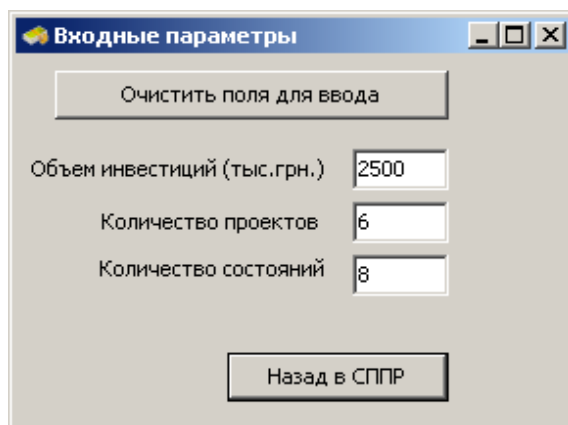 Входные параметры
Очистить поля для ввода
Объем инвестиций (тыс.грн.) 2500
Количество проектов 6
Количество состояний 8
Назад в СППР